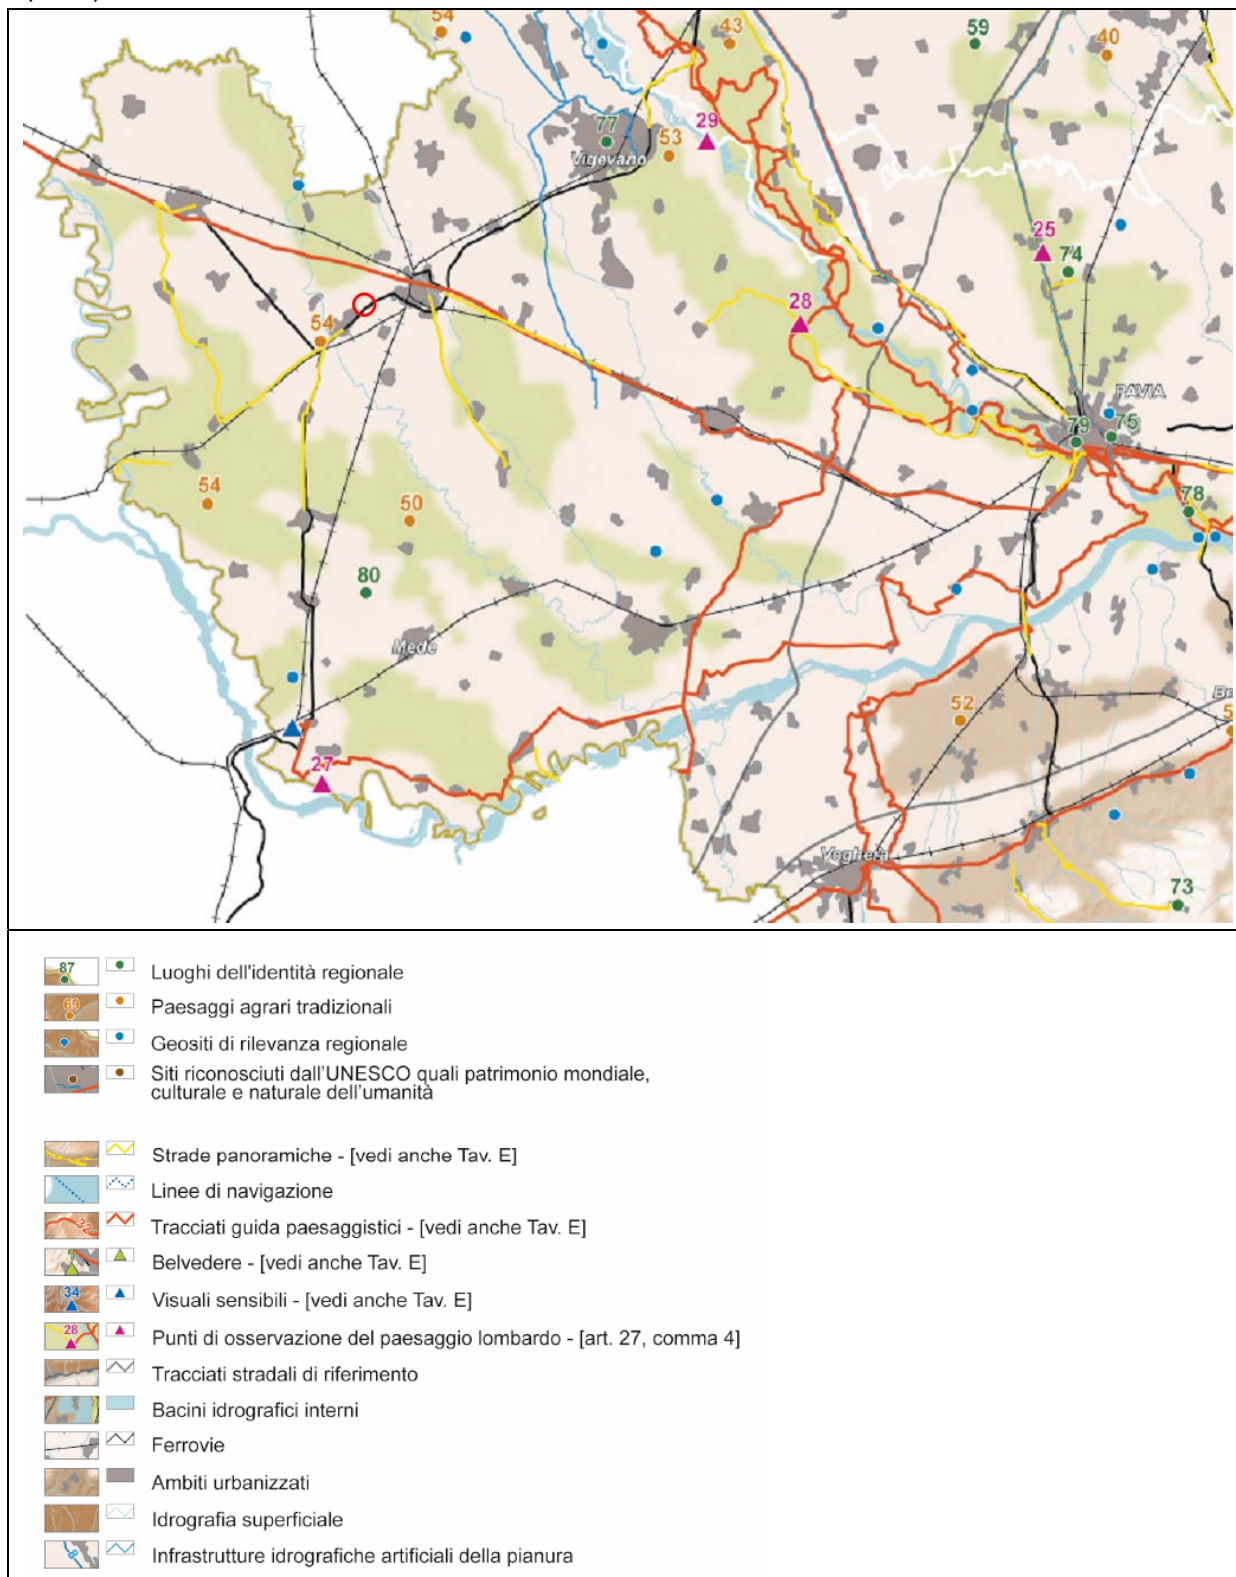 54
43
59
40
77
Vigevano
53
29
25
74
28
54
PAVIA
79
75
54
50
78
80
Mede
52
27
Voghera
73
87
Luoghi dell'identità regionale
69
Paesaggi agrari tradizionali
Geositi di rilevanza regionale
Siti riconosciuti dall'UNESCO quali patrimonio mondiale,
culturale e naturale dell'umanità
Strade panoramiche - [vedi anche Tav. E]
Linee di navigazione
32
Tracciati guida paesaggistici - [vedi anche Tav. E]
Belvedere - [vedi anche Tav. E]
34
Visuali sensibili - [vedi anche Tav. E]
28
Punti di osservazione del paesaggio lombardo - [art. 27, comma 4]
Tracciati stradali di riferimento
Bacini idrografici interni
Ferrovie
Ambiti urbanizzati
Idrografia superficiale
8
Infrastrutture idrografiche artificiali della pianura